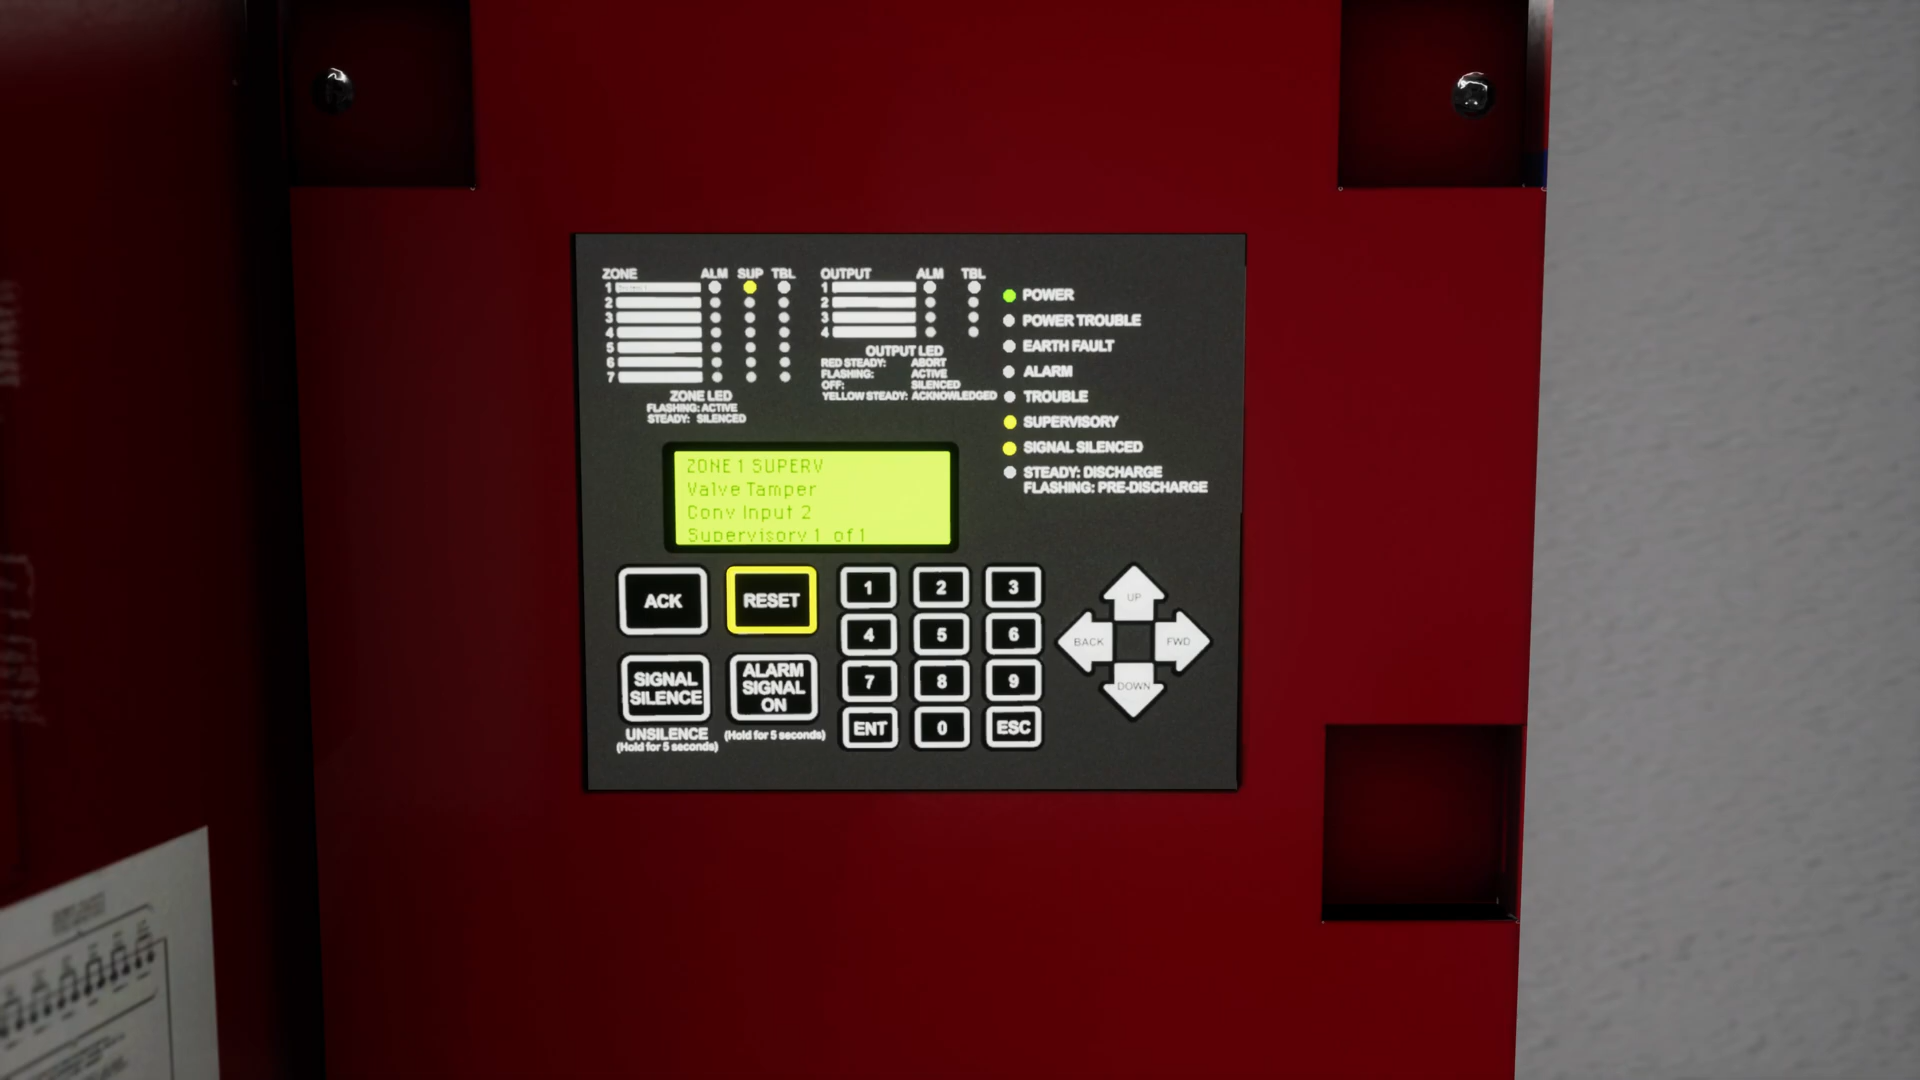 ZONE ALM SUP TBL
1
2
3
4
5
6
7
ZONE LED
FLASHING: ACTIVE
STEADY: SILENCED
OUTPUT ALM TBL
1
2
3
4
OUTPUT LED
RED STEADY: ABORT
FLASHING: ACTIVE
OFF: SILENCED
YELLOW STEADY: ACKNOWLEDGED
POWER
POWER TROUBLE
EARTH FAULT
ALARM
TROUBLE
SUPERVISORY
SIGNAL SILENCED
STEADY: DISCHARGE
FLASHING: PRE-DISCHARGE
ZONE 1 SUPERV
Valve Tamper
Conv Input 2
Supervisory 1 of 1
ACK
RESET
SIGNAL
SILENCE
UNSILENCE
(Hold for 5 seconds)
ALARM
SIGNAL
ON
(Hold for 5 seconds)
1 2 3
4 5 6
7 8 9
ENT 0 ESC
UP
BACK FWD
DOWN